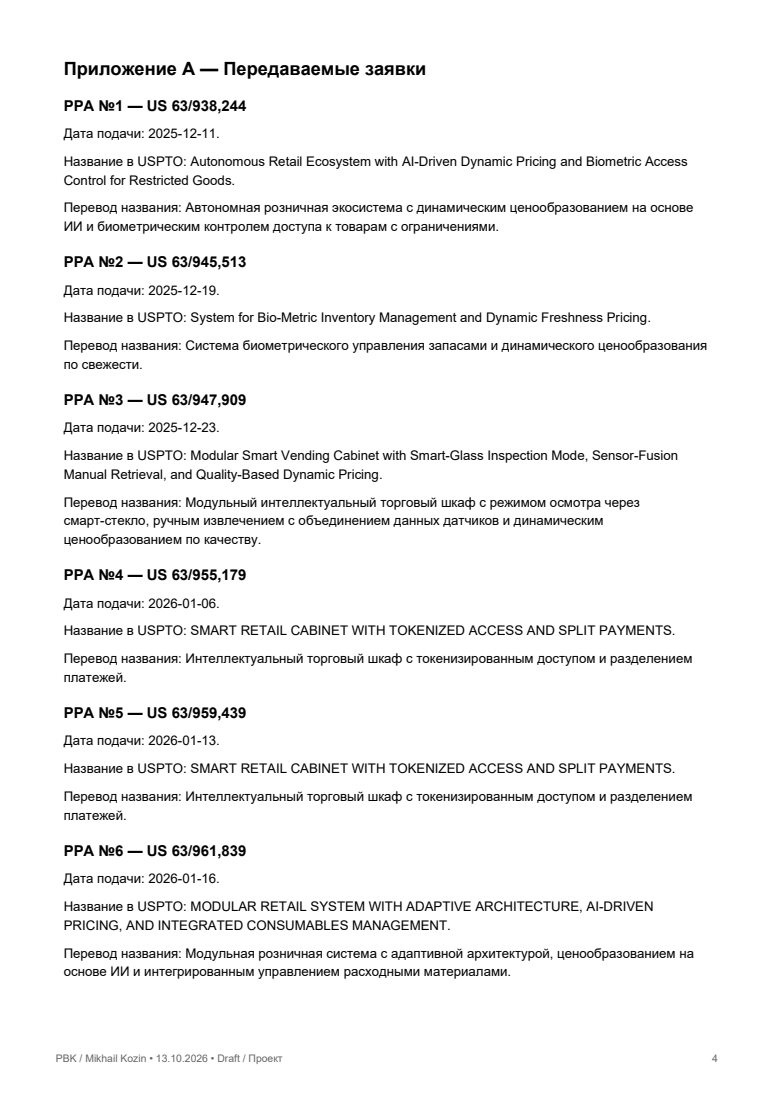 Приложение A — Передаваемые заявки
PPA №1 — US 63/938,244
Дата подачи: 2025-12-11.
Название в USPTO: Autonomous Retail Ecosystem with AI-Driven Dynamic Pricing and Biometric Access
Control for Restricted Goods.
Перевод названия: Автономная розничная экосистема с динамическим ценообразованием на основе
ИИ и биометрическим контролем доступа к товарам с ограничениями.
PPA №2 — US 63/945,513
Дата подачи: 2025-12-19.
Название в USPTO: System for Bio-Metric Inventory Management and Dynamic Freshness Pricing.
Перевод названия: Система биометрического управления запасами и динамического ценообразования
по свежести.
PPA №3 — US 63/947,909
Дата подачи: 2025-12-23.
Название в USPTO: Modular Smart Vending Cabinet with Smart-Glass Inspection Mode, Sensor-Fusion
Manual Retrieval, and Quality-Based Dynamic Pricing.
Перевод названия: Модульный интеллектуальный торговый шкаф с режимом осмотра через
смарт-стекло, ручным извлечением с объединением данных датчиков и динамическим
ценообразованием по качеству.
PPA №4 — US 63/955,179
Дата подачи: 2026-01-06.
Название в USPTO: SMART RETAIL CABINET WITH TOKENIZED ACCESS AND SPLIT PAYMENTS.
Перевод названия: Интеллектуальный торговый шкаф с токенизированным доступом и разделением
платежей.
PPA №5 — US 63/959,439
Дата подачи: 2026-01-13.
Название в USPTO: SMART RETAIL CABINET WITH TOKENIZED ACCESS AND SPLIT PAYMENTS.
Перевод названия: Интеллектуальный торговый шкаф с токенизированным доступом и разделением
платежей.
PPA №6 — US 63/961,839
Дата подачи: 2026-01-16.
Название в USPTO: MODULAR RETAIL SYSTEM WITH ADAPTIVE ARCHITECTURE, AI-DRIVEN
PRICING, AND INTEGRATED CONSUMABLES MANAGEMENT.
Перевод названия: Модульная розничная система с адаптивной архитектурой, ценообразованием на
основе ИИ и интегрированным управлением расходными материалами.
PBK / Mikhail Kozin • 13.10.2026 • Draft / Проект 4